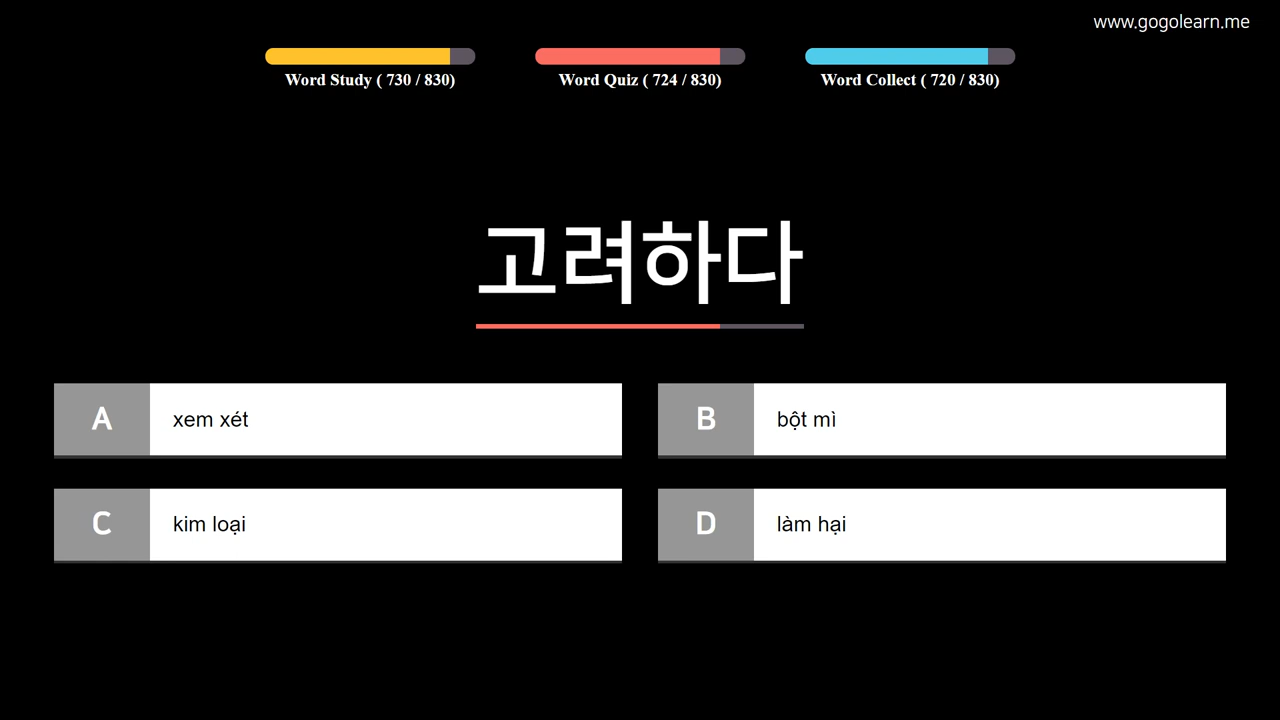 www.gogolearn.me
Word Study ( 730 / 830)
Word Quiz ( 724 / 830)
Word Collect ( 720 / 830)
고려하다
A xem xét
B bột mì
C kim loại
D làm hại